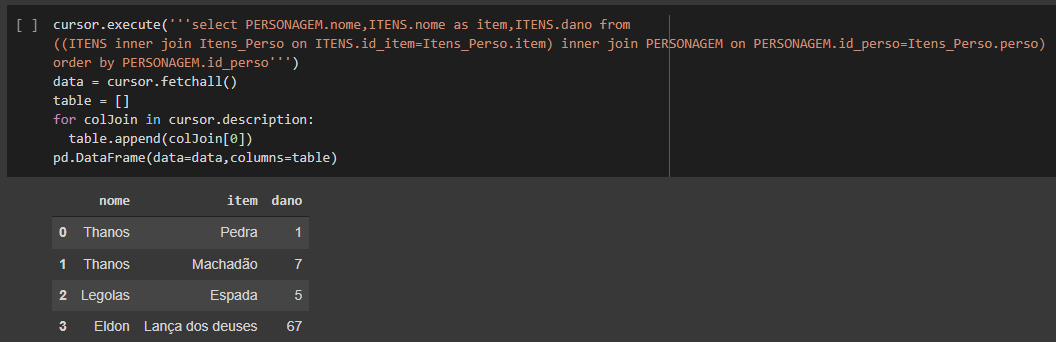 [ ] cursor.execute('''select PERSONAGEM.nome,ITENS.nome as item,ITENS.dano from
((ITENS inner join Itens_Perso on ITENS.id_item=Itens_Perso.item) inner join PERSONAGEM on PERSONAGEM.id_perso=Itens_Perso.perso)
order by PERSONAGEM.id_perso''')
data = cursor.fetchall()
table = []
for colJoin in cursor.description:
  table.append(colJoin[0])
pd.DataFrame(data=data,columns=table)
nome item dano
0 Thanos Pedra 1
1 Thanos Machadão 7
2 Legolas Espada 5
3 Eldon Lança dos deuses 67